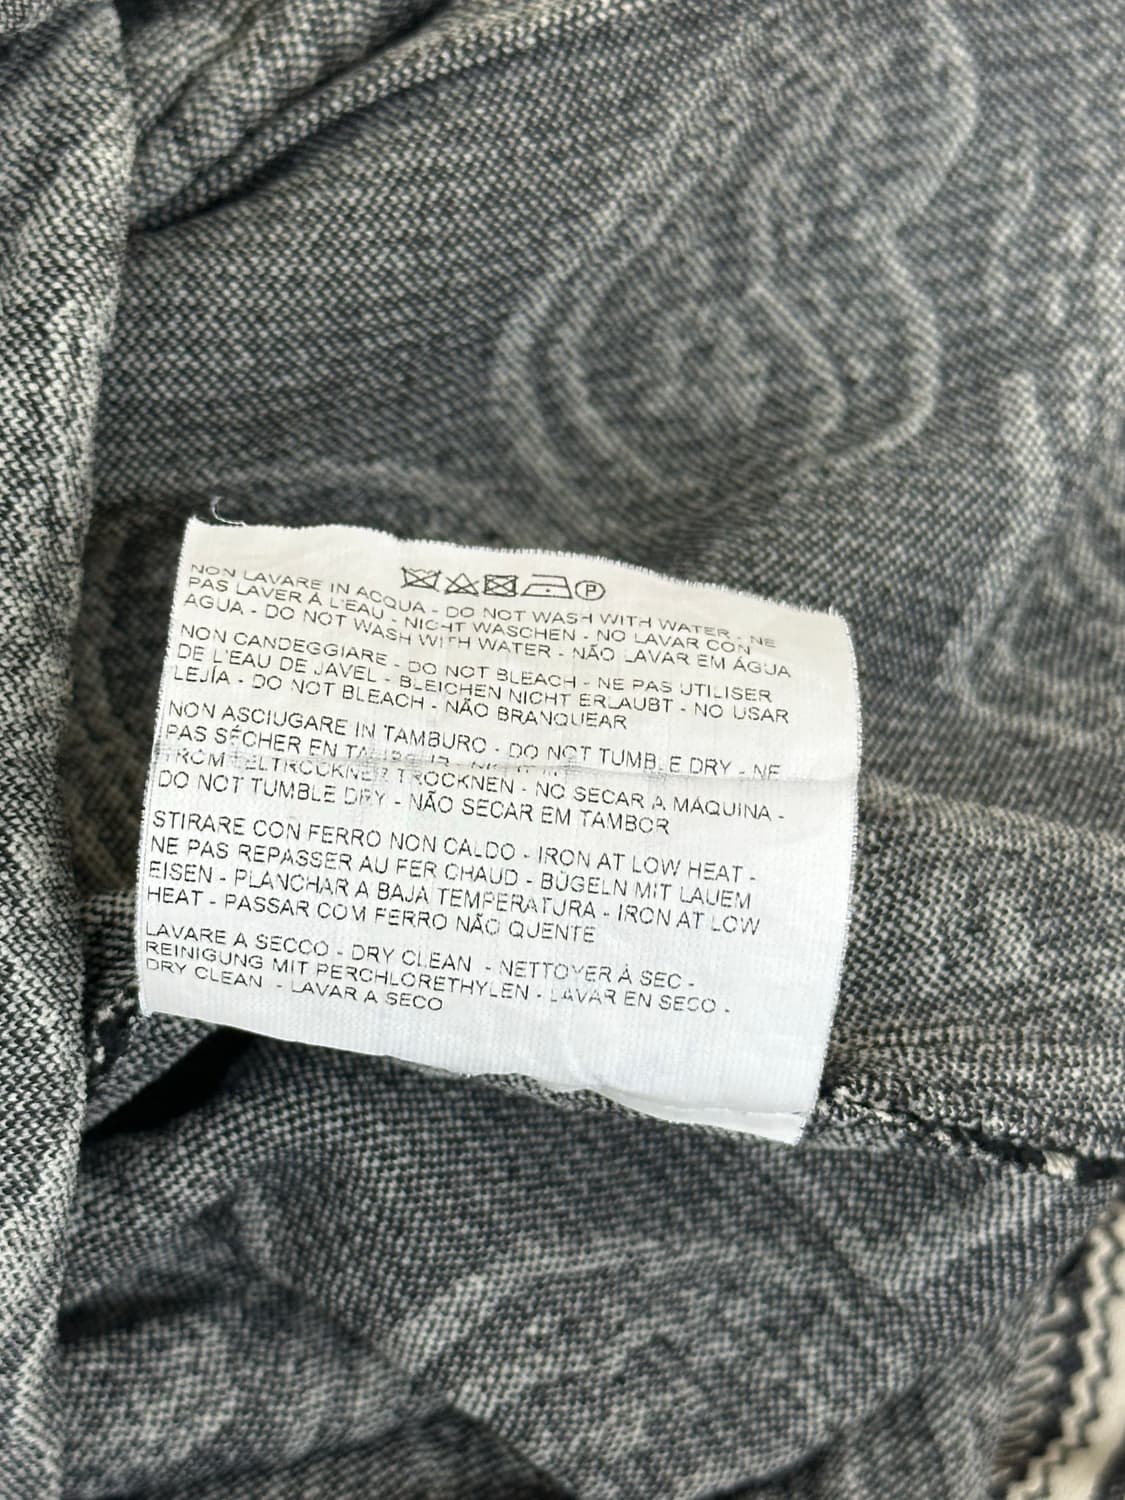 P
NON LAVARE IN ACQUA - DO NOT WASH WITH WATER - NE
PAS LAVER À L'EAU - NICHT WASCHEN - NO LAVAR CON
AGUA - DO NOT WASH WITH WATER - NÃO LAVAR EM ÁGUA
NON CANDEGGIARE - DO NOT BLEACH - NE PAS UTILISER
DE L'EAU DE JAVEL - BLEICHEN NICHT ERLAUBT - NO USAR
LEJÍA - DO NOT BLEACH - NÃO BRANQUEAR
NON ASCIUGARE IN TAMBURO - DO NOT TUMBLE DRY - NE
PAS SÉCHER EN
TROCKNEN - NO SECAR A MÁQUINA -
DO NOT TUMBLE DRY - NÃO SECAR EM TAMBOR
STIRARE CON FERRO NON CALDO - IRON AT LOW HEAT -
NE PAS REPASSER AU FER CHAUD - BÜGELN MIT LAUEM
EISEN - PLANCHAR A BAJA TEMPERATURA - IRON AT LOW
HEAT - PASSAR COM FERRO NÃO QUENTE
LAVARE A SECCO - DRY CLEAN - NETTOYER À SEC -
REINIGUNG MIT PERCHLORETHYLEN - LAVAR EN SECO -
DRY CLEAN - LAVAR A SECO